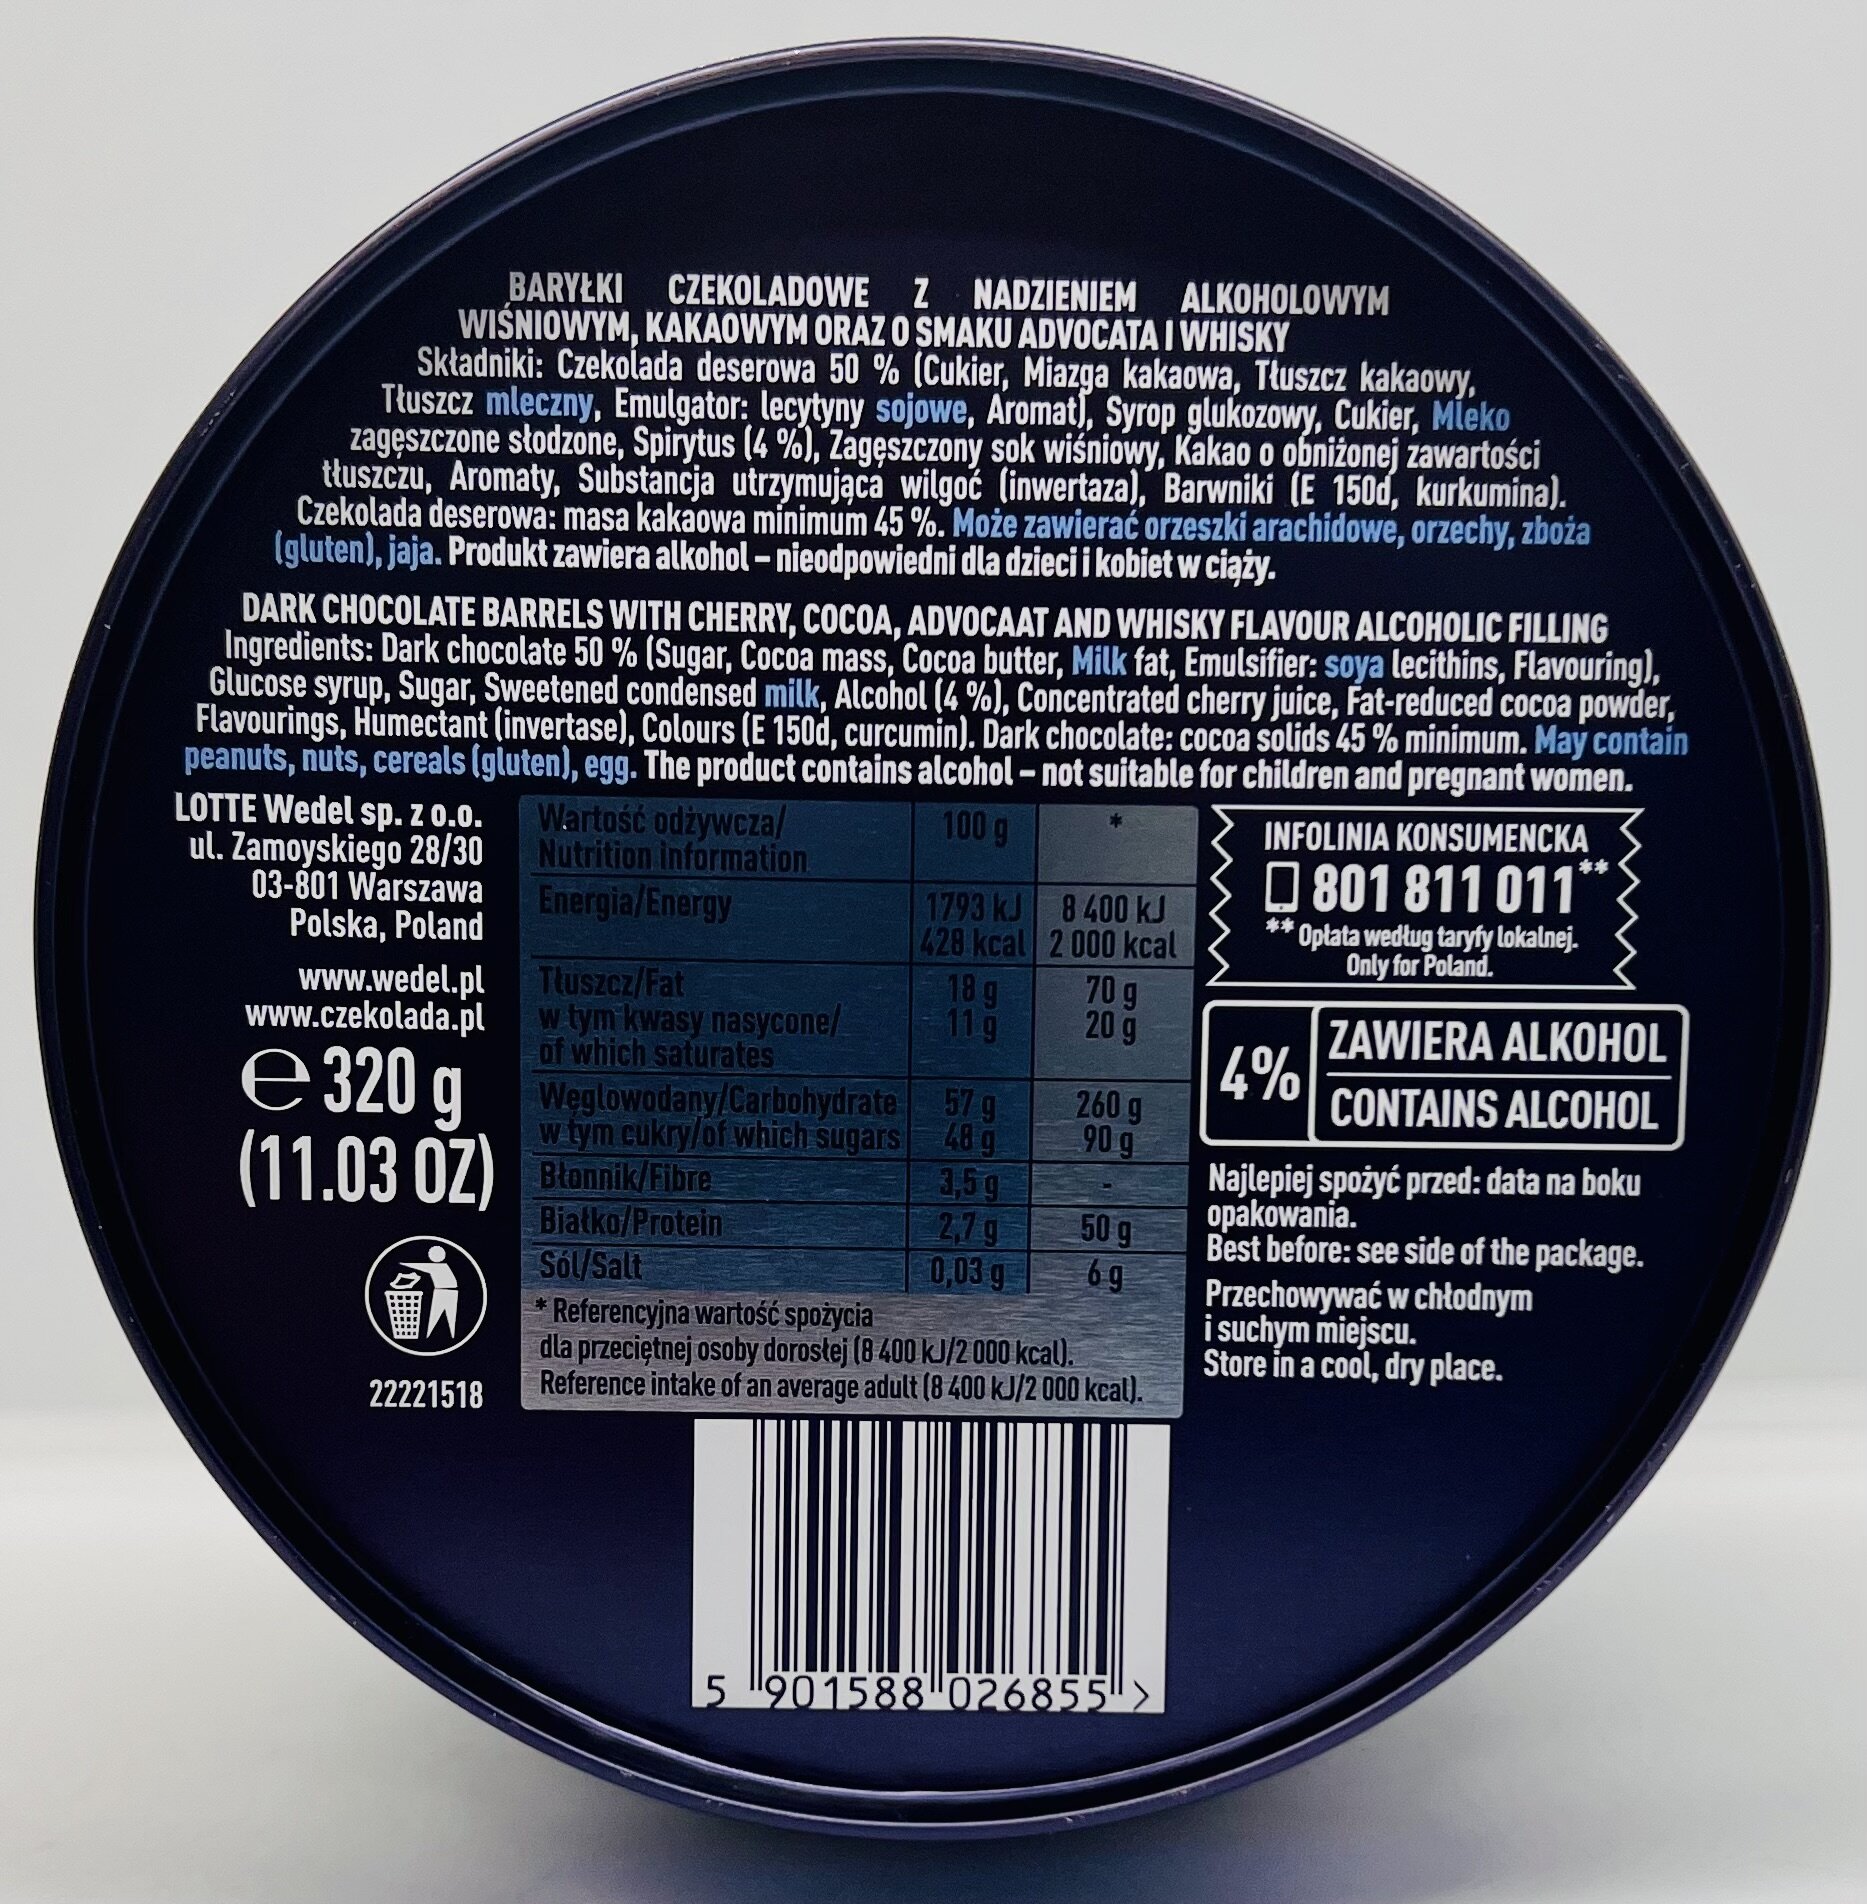 BARYŁKI CZEKOLADOWE Z NADZIENIEM ALKOHOLOWYM
WIŚNIOWYM, KAKAOWYM ORAZ O SMAKU ADVOCATA I WHISKY
Składniki: Czekolada deserowa 50 % (Cukier, Miazga kakaowa, Tłuszcz kakaowy,
Tłuszcz mleczny, Emulgator: lecytyny sojowe, Aromat), Syrop glukozowy, Cukier, Mleko
zagęszczone słodzone, Spirytus (4 %), Zagęszczony sok wiśniowy, Kakao o obniżonej zawartości
tłuszczu, Aromaty, Substancja utrzymująca wilgoć (inwertaza), Barwniki (E 150d, kurkumina).
Czekolada deserowa: masa kakaowa minimum 45 %. Może zawierać orzeszki arachidowe, orzechy, zboża
(gluten), jaja. Produkt zawiera alkohol – nieodpowiedni dla dzieci i kobiet w ciąży.
DARK CHOCOLATE BARRELS WITH CHERRY, COCOA, ADVOCAAT AND WHISKY FLAVOUR ALCOHOLIC FILLING
Ingredients: Dark chocolate 50 % (Sugar, Cocoa mass, Cocoa butter, Milk fat, Emulsifier: soya lecithins, Flavouring),
Glucose syrup, Sugar, Sweetened condensed milk, Alcohol (4 %), Concentrated cherry juice, Fat-reduced cocoa powder,
Flavourings, Humectant (invertase), Colours (E 150d, curcumin). Dark chocolate: cocoa solids 45 % minimum. May contain
peanuts, nuts, cereals (gluten), egg. The product contains alcohol – not suitable for children and pregnant women.
LOTTE Wedel sp. z o.o.
ul. Zamoyskiego 28/30
03-801 Warszawa
Polska, Poland
www.wedel.pl
www.czekolada.pl
e 320 g
(11.03 OZ)
22221518
Wartość odżywcza/ 100 g *
Nutrition information
Energia/Energy 1793 kJ 8 400 kJ
428 kcal 2 000 kcal
Tłuszcz/Fat 18 g 70 g
w tym kwasy nasycone/ 11 g 20 g
of which saturates
Węglowodany/Carbohydrate 57 g 260 g
w tym cukry/of which sugars 48 g 90 g
Błonnik/Fibre 3,5 g -
Białko/Protein 2,7 g 50 g
Sól/Salt 0,03 g 6 g
* Referencyjna wartość spożycia
dla przeciętnej osoby dorosłej (8 400 kJ/2 000 kcal).
Reference intake of an average adult (8 400 kJ/2 000 kcal).
INFOLINIA KONSUMENCKA
801 811 011**
** Opłata według taryfy lokalnej.
Only for Poland.
4% ZAWIERA ALKOHOL
CONTAINS ALCOHOL
Najlepiej spożyć przed: data na boku
opakowania.
Best before: see side of the package.
Przechowywać w chłodnym
i suchym miejscu.
Store in a cool, dry place.
5 901588 026855 >